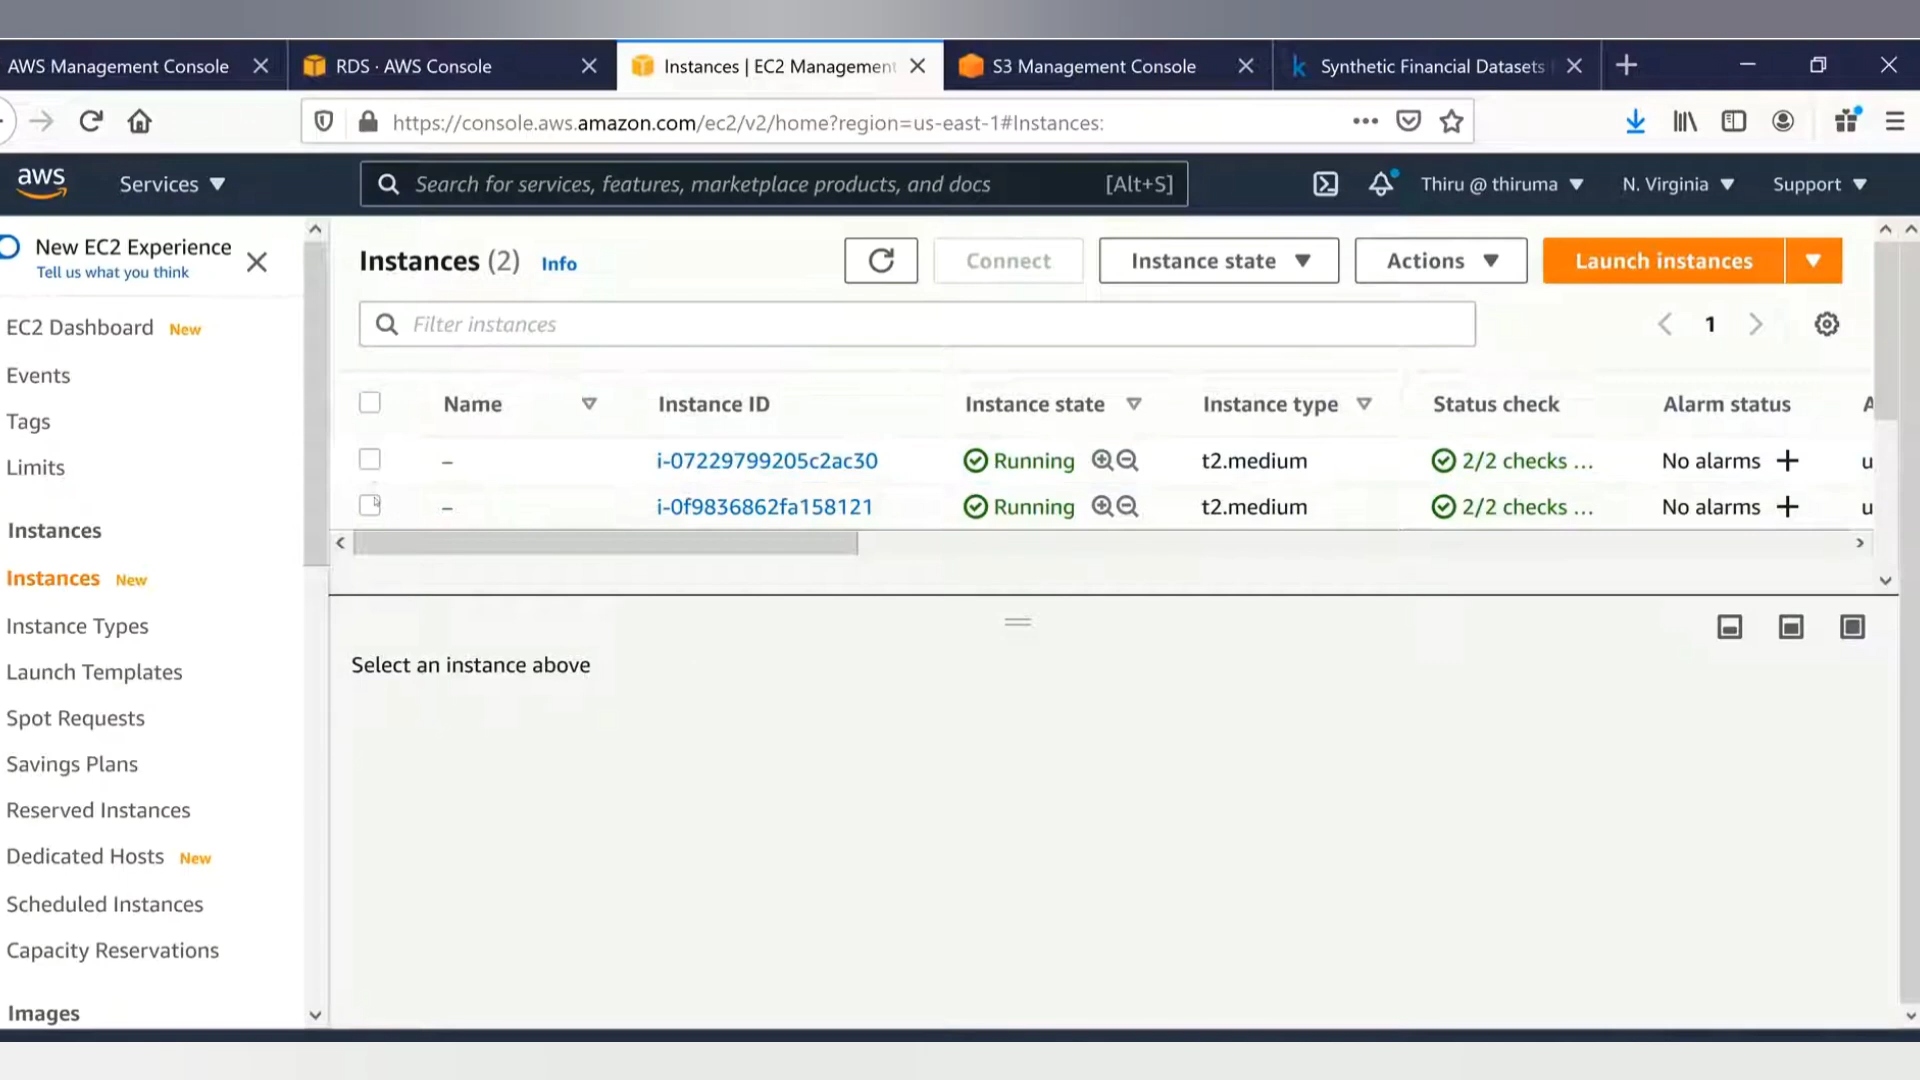 AWS Management Console
RDS · AWS Console
Instances | EC2 Management
S3 Management Console
Synthetic Financial Datasets
https://console.aws.amazon.com/ec2/v2/home?region=us-east-1#Instances:
aws
Services
Search for services, features, marketplace products, and docs
[Alt+S]
Thiru @ thiruma
N. Virginia
Support
New EC2 Experience
Tell us what you think
EC2 Dashboard New
Events
Tags
Limits
Instances
Instances New
Instance Types
Launch Templates
Spot Requests
Savings Plans
Reserved Instances
Dedicated Hosts New
Scheduled Instances
Capacity Reservations
Images
Instances (2) Info
Connect
Instance state
Actions
Launch instances
Filter instances
1
Name Instance ID Instance state Instance type Status check Alarm status A
– i-07229799205c2ac30 Running t2.medium 2/2 checks ... No alarms + u
– i-0f9836862fa158121 Running t2.medium 2/2 checks ... No alarms + u
Select an instance above